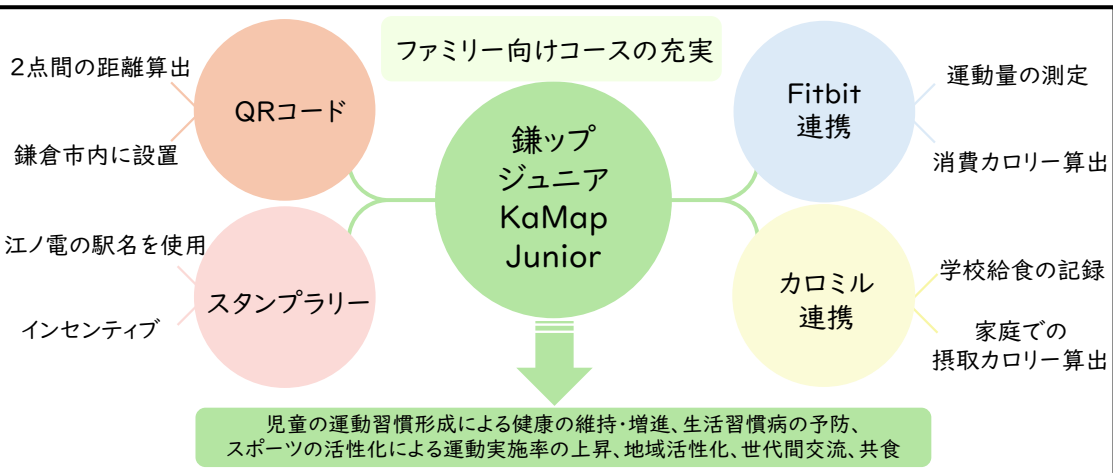 ファミリー向けコースの充実
2点間の距離算出
鎌倉市内に設置
QRコード
江ノ電の駅名を使用
インセンティブ
スタンプラリー
鎌ップ
ジュニア
KaMap
Junior
Fitbit
連携
運動量の測定
消費カロリー算出
カロミル
連携
学校給食の記録
家庭での
摂取カロリー算出
児童の運動習慣形成による健康の維持・増進、生活習慣病の予防、
スポーツの活性化による運動実施率の上昇、地域活性化、世代間交流、共食